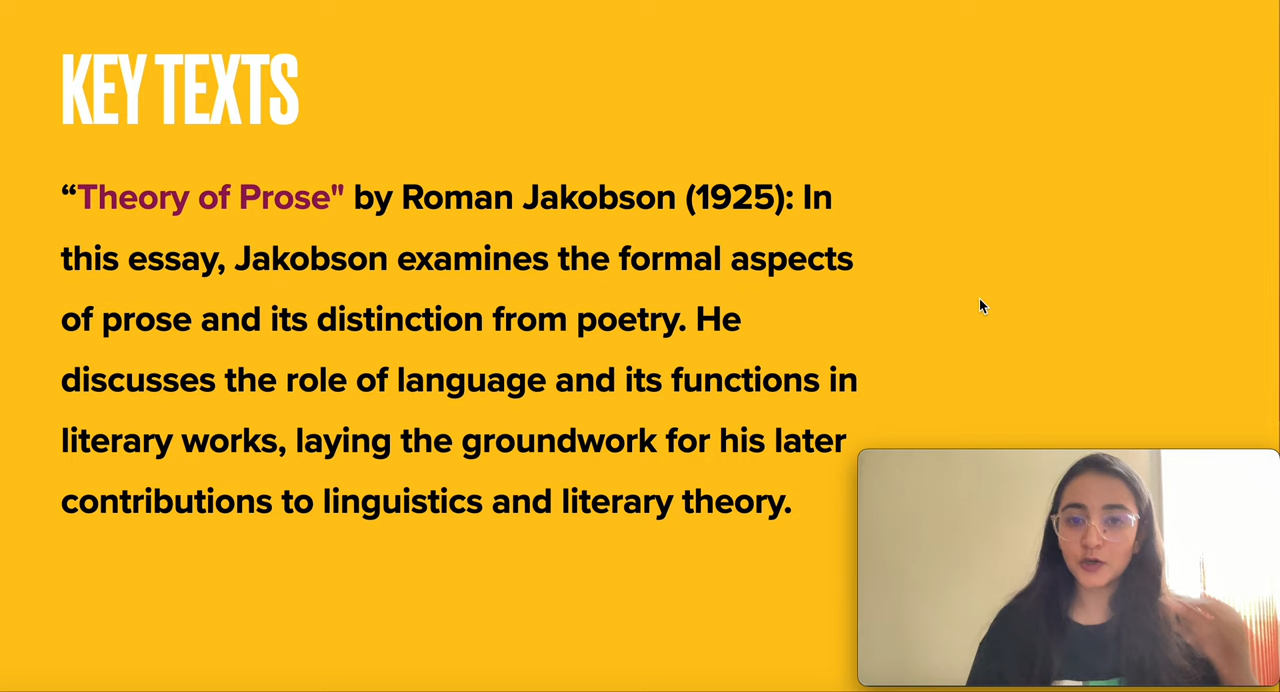 KEY TEXTS
“Theory of Prose" by Roman Jakobson (1925): In
this essay, Jakobson examines the formal aspects
of prose and its distinction from poetry. He
discusses the role of language and its functions in
literary works, laying the groundwork for his later
contributions to linguistics and literary theory.